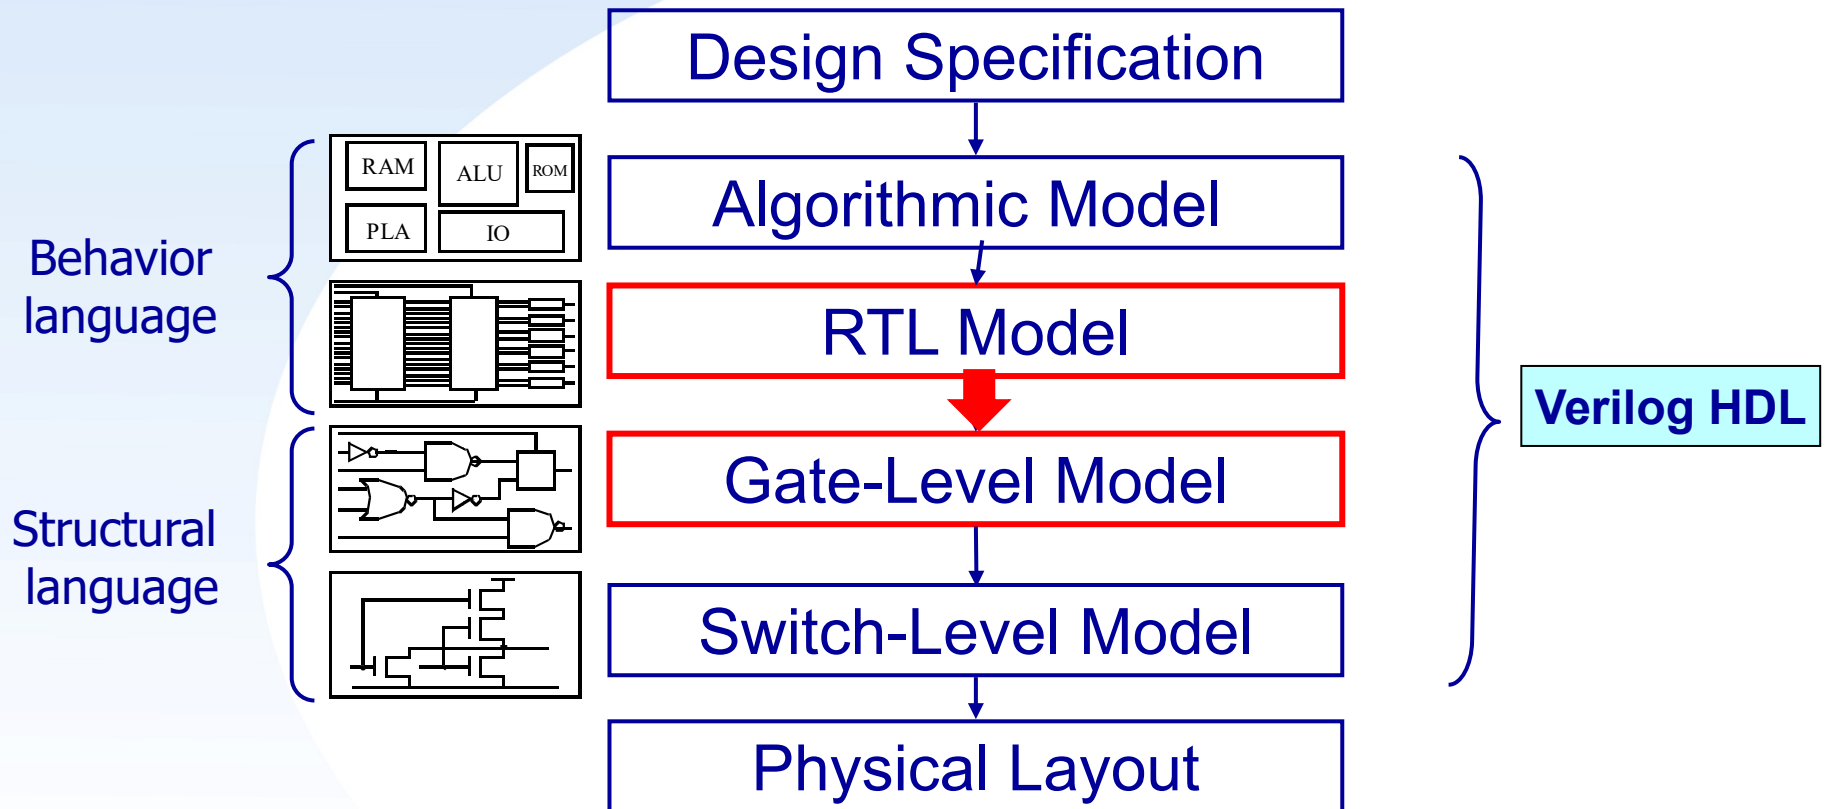 Design Specification
RAM
ALU
ROM
PLA
IO
Algorithmic Model
Behavior
language
RTL Model
Verilog HDL
Gate-Level Model
Structural
language
Switch-Level Model
Physical Layout